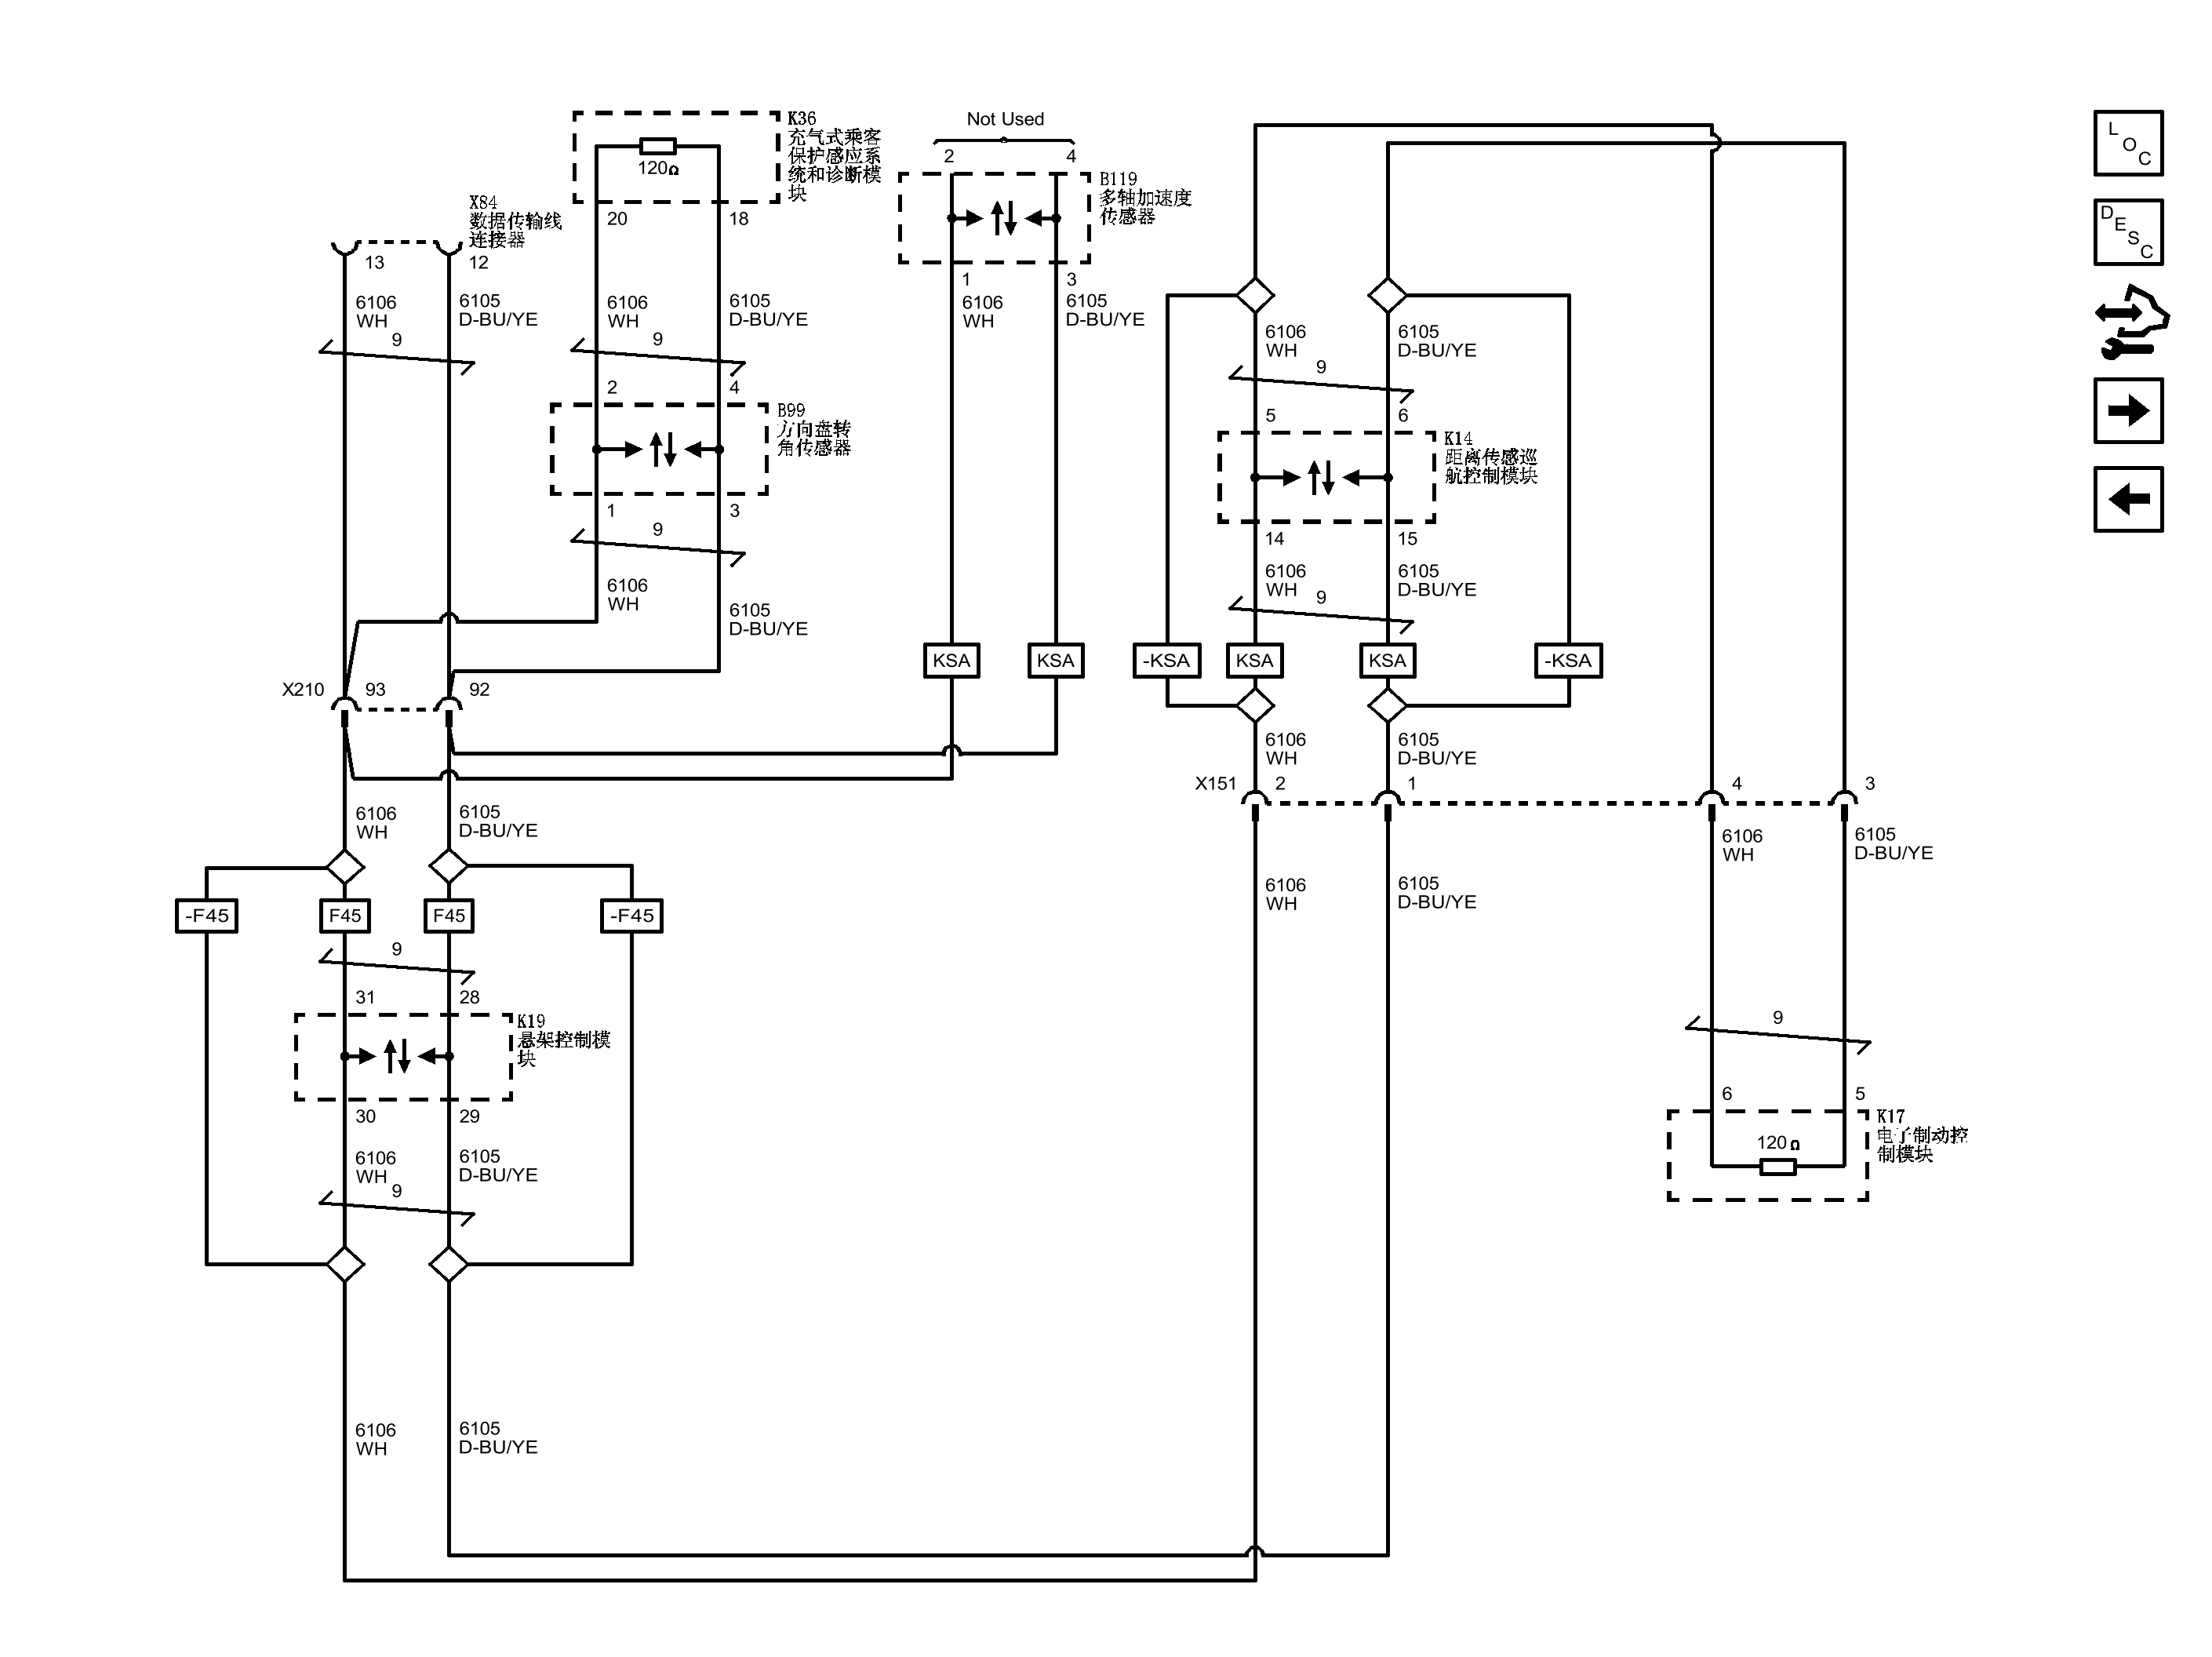 Not Used
2
4
K36
充气式乘客
保护感应系
统和诊断模
块
120Ω
20
18
X84
数据传输线
连接器
13
12
B119
多轴加速度
传感器
1
3
6106
WH
6105
D-BU/YE
9
6106
WH
6105
D-BU/YE
9
6106
WH
6105
D-BU/YE
2
4
B99
方向盘转
角传感器
1
3
9
6106
WH
6105
D-BU/YE
X210
93
92
KSA
KSA
6106
WH
6105
D-BU/YE
-F45
F45
F45
-F45
9
31
28
K19
悬架控制模
块
30
29
6106
WH
6105
D-BU/YE
9
6106
WH
6105
D-BU/YE
6106
WH
6105
D-BU/YE
9
5
6
K14
距离传感巡
航控制模块
14
15
6106
WH
6105
D-BU/YE
9
-KSA
KSA
KSA
-KSA
6106
WH
6105
D-BU/YE
X151
2
1
4
3
6106
WH
6105
D-BU/YE
6106
WH
6105
D-BU/YE
9
6
5
K17
电子制动控
制模块
120Ω
LOC
DESC